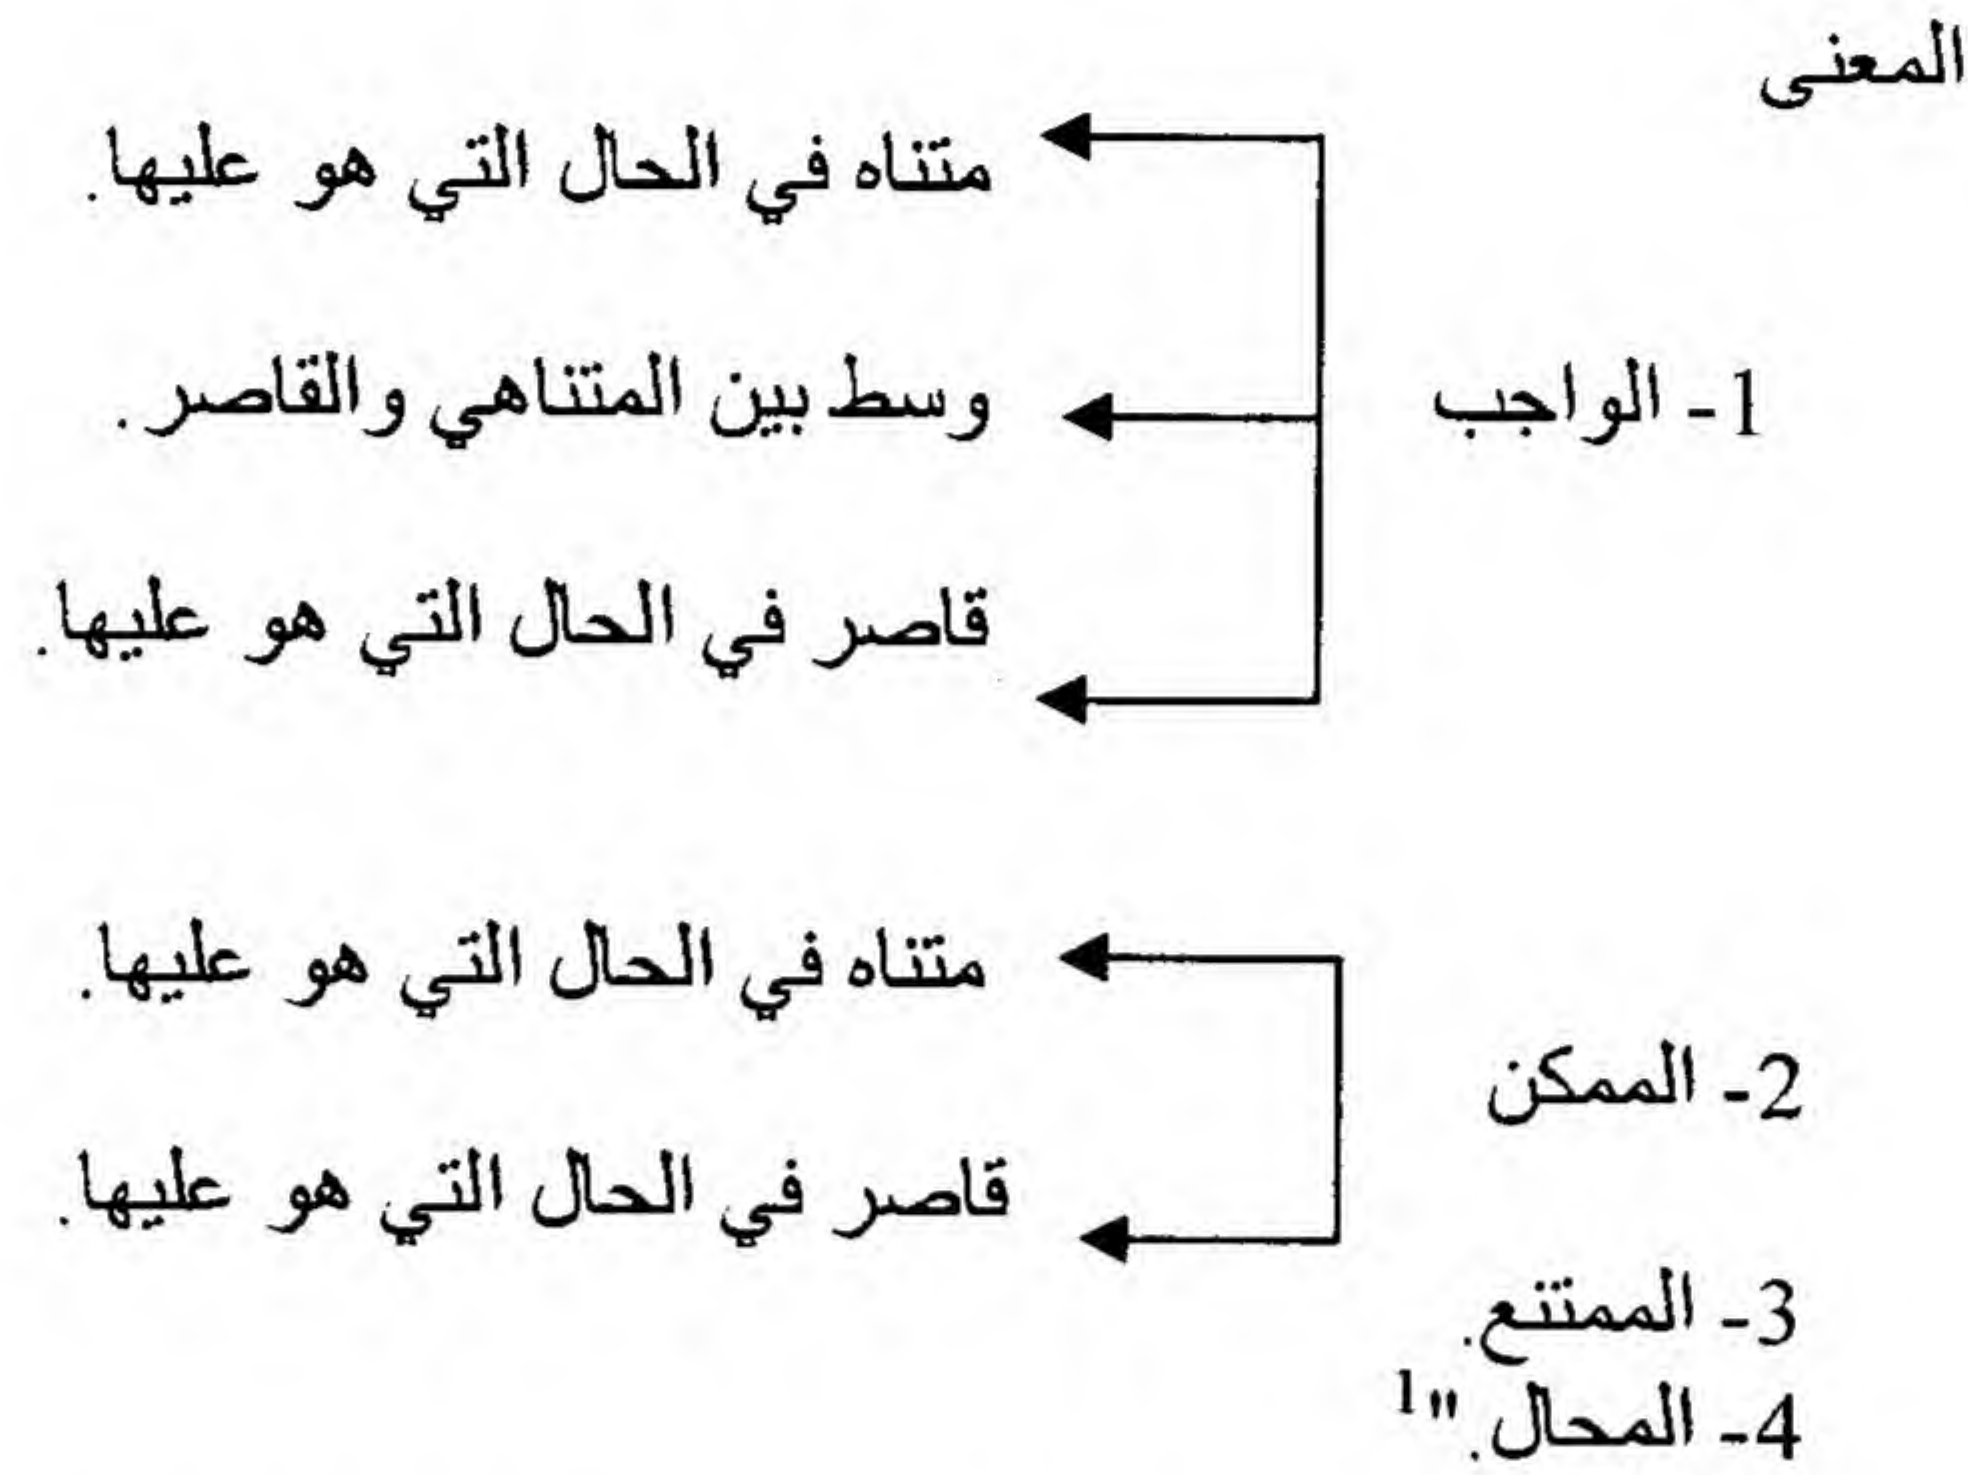 المعنى
متناه في الحال التي هو عليها.
1- الواجب
وسط بين المتناهي والقاصر.
قاصر في الحال التي هو عليها.
متناه في الحال التي هو عليها.
2- الممكن
قاصر في الحال التي هو عليها.
3- الممتنع.
4- المحال."1